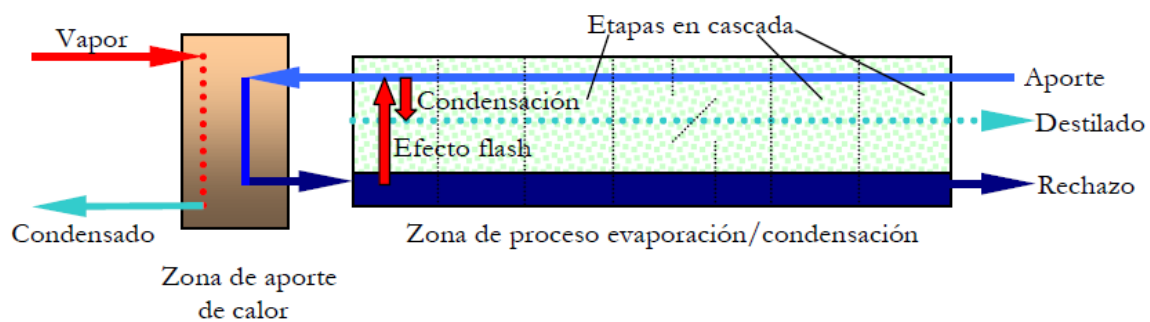 Etapas en cascada
Vapor
Aporte
Condensación
Destilado
Efecto flash
Rechazo
Condensado
Zona de proceso evaporación/condensación
Zona de aporte
de calor